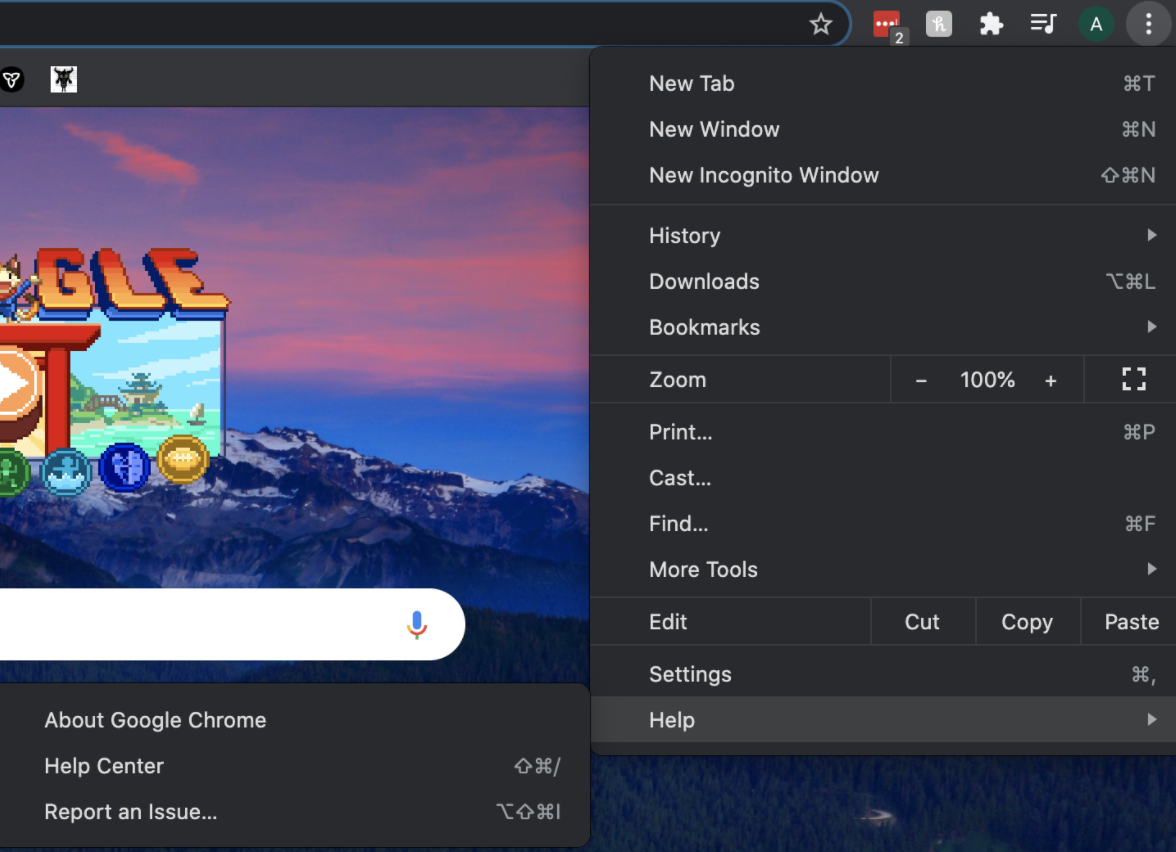 2
A
New Tab ⌘T
New Window ⌘N
New Incognito Window ⇧⌘N
History
Downloads ⌥⌘L
Bookmarks
Zoom – 100% +
Print... ⌘P
Cast...
Find... ⌘F
More Tools
Edit Cut Copy Paste
Settings ⌘,
Help
GLE
About Google Chrome
Help Center ⇧⌘/
Report an Issue... ⌥⇧⌘I